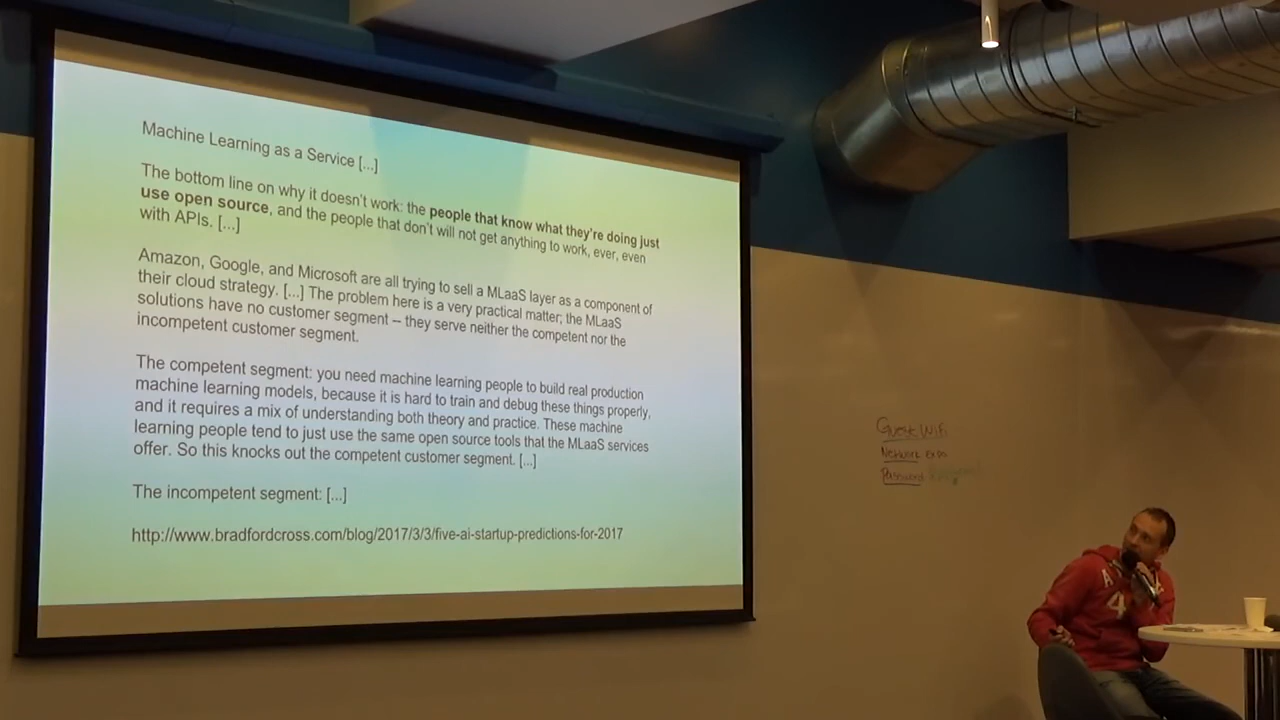 Machine Learning as a Service [...]
The bottom line on why it doesn't work: the people that know what they're doing just
use open source, and the people that don't will not get anything to work, ever, even
with APIs. [...]
Amazon, Google, and Microsoft are all trying to sell a MLaaS layer as a component of
their cloud strategy. [...] The problem here is a very practical matter; the MLaaS
solutions have no customer segment – they serve neither the competent nor the
incompetent customer segment.
The competent segment: you need machine learning people to build real production
machine learning models, because it is hard to train and debug these things properly,
and it requires a mix of understanding both theory and practice. These machine
learning people tend to just use the same open source tools that the MLaaS services
offer. So this knocks out the competent customer segment. [...]
The incompetent segment: [...]
http://www.bradfordcross.com/blog/2017/3/3/five-ai-startup-predictions-for-2017
Guest Wifi
Network
Password
A
4